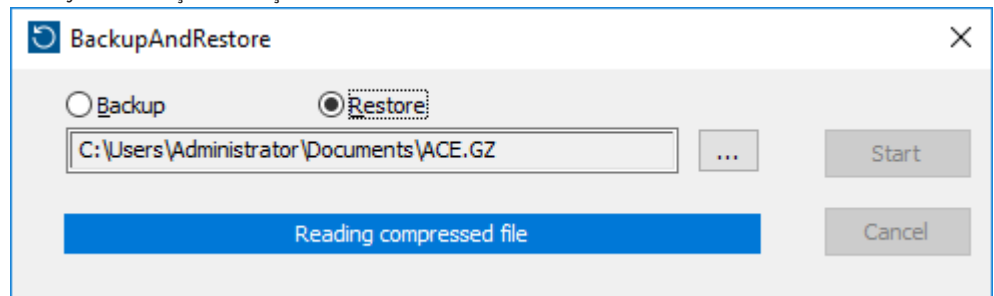 BackupAndRestore
Backup Restore
C:\Users\Administrator\Documents\ACE.GZ ... Start
Reading compressed file Cancel